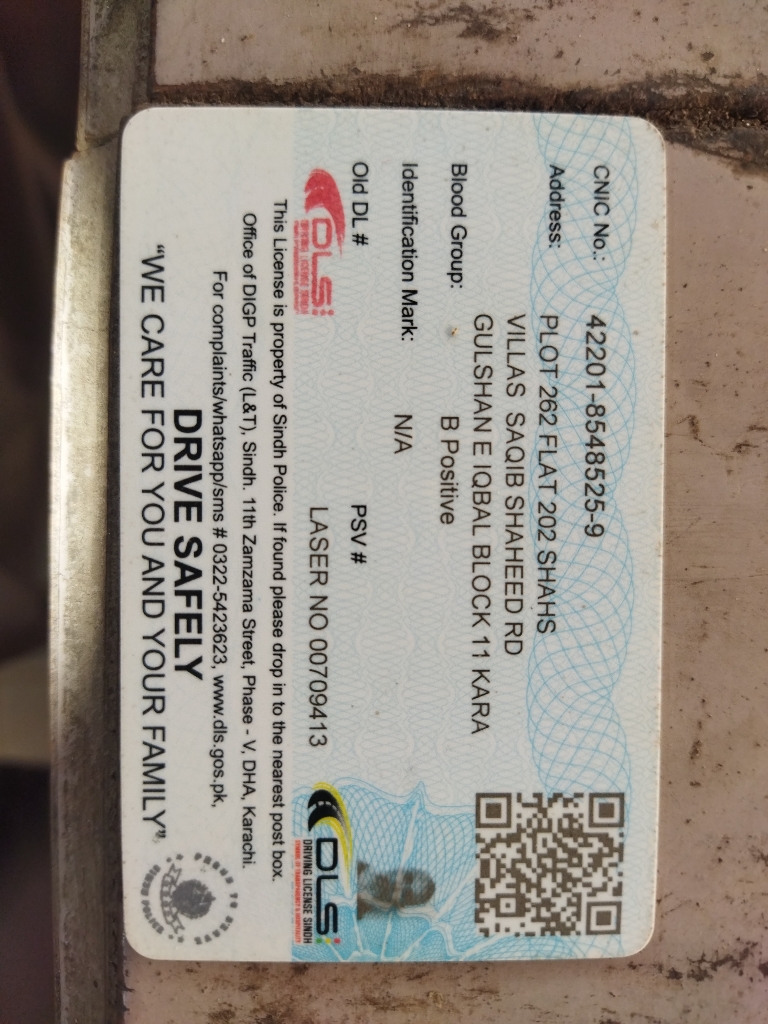 CNIC No.: 42201-8548525-9
Address: PLOT 262 FLAT 202 SHAHS
VILLAS SAQIB SHAHEED RD
GULSHAN E IQBAL BLOCK 11 KARA
Blood Group: B Positive
Identification Mark: N/A
Old DL # PSV #
LASER NO 00709413
DLS:
DRIVING LICENSE SINDH
DLS:
DRIVING LICENSE SINDH
This License is property of Sindh Police. If found please drop in to the nearest post box.
Office of DIGP Traffic (L&T), Sindh. 11th Zamzama Street, Phase - V, DHA, Karachi.
For complaints/whatsapp/sms # 0322-5423623, www.dls.gos.pk,
DRIVE SAFELY
"WE CARE FOR YOU AND YOUR FAMILY"